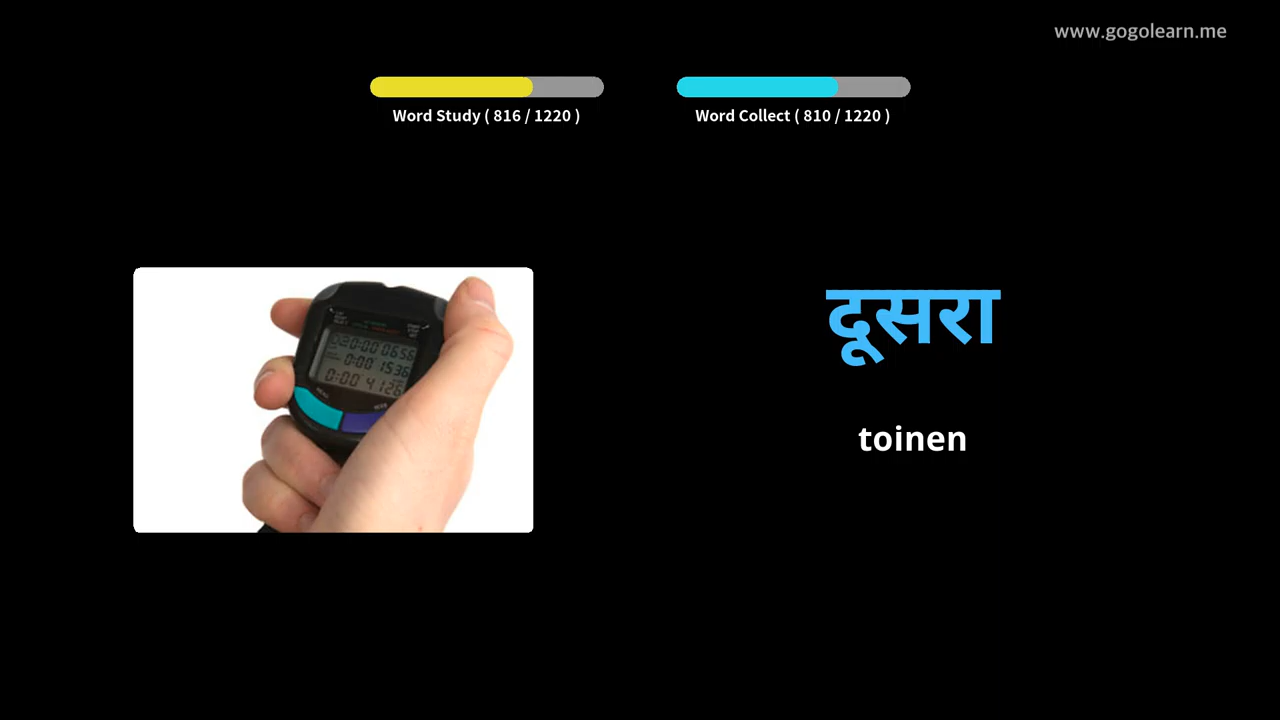 www.gogolearn.me
Word Study ( 816 / 1220 )
Word Collect ( 810 / 1220 )
दूसरा
toinen